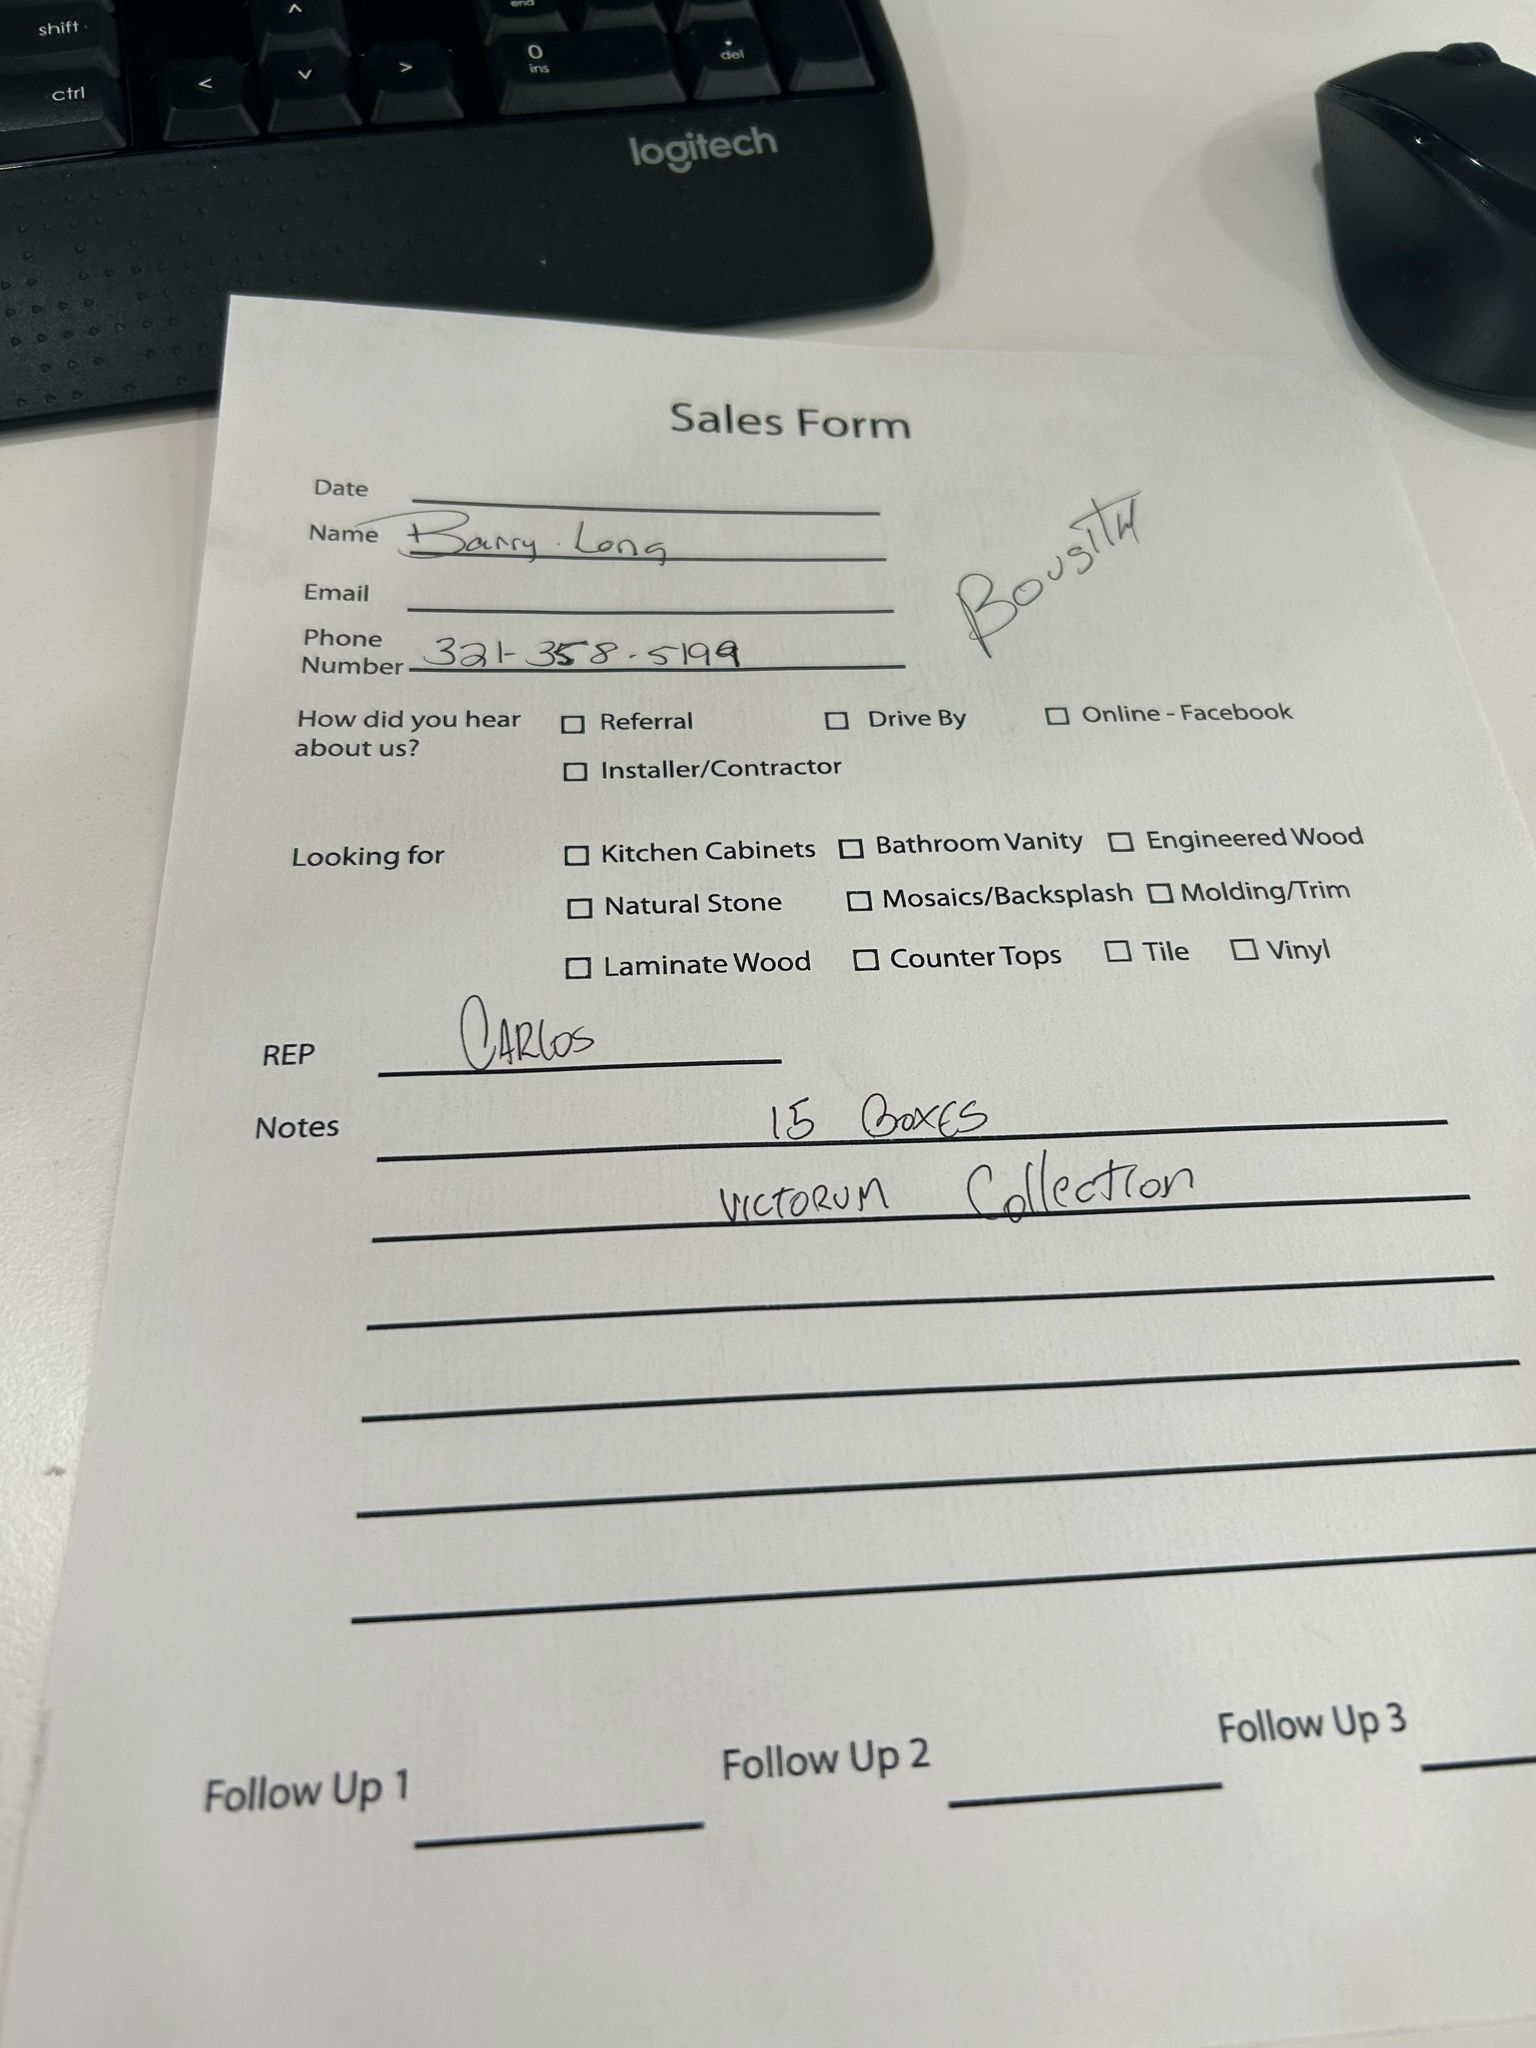 shift
ctrl
^
< v >
end
0
ins
.
del
logitech
Sales Form
Date
Name Barry Long
Email
Phone
Number 321-358-5199
How did you hear
about us?
☐ Referral ☐ Drive By ☐ Online - Facebook
☐ Installer/Contractor
Looking for
☐ Kitchen Cabinets ☐ Bathroom Vanity ☐ Engineered Wood
☐ Natural Stone ☐ Mosaics/Backsplash ☐ Molding/Trim
☐ Laminate Wood ☐ Counter Tops ☐ Tile ☐ Vinyl
REP CARLOS
Notes 15 BOXES
VICTORUM Collection
Follow Up 1 Follow Up 2 Follow Up 3